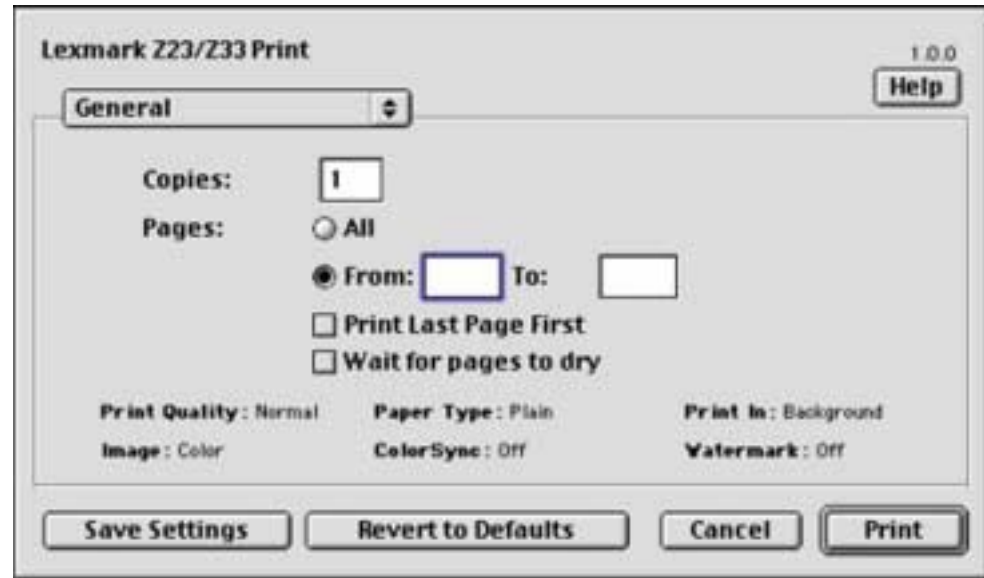 Lexmark Z23/Z33 Print
1.0.0
Help
General
Copies: 1
Pages: All
From: To:
Print Last Page First
Wait for pages to dry
Print Quality: Normal Paper Type: Plain Print In: Background
Image: Color ColorSync: Off Watermark: Off
Save Settings Revert to Defaults Cancel Print